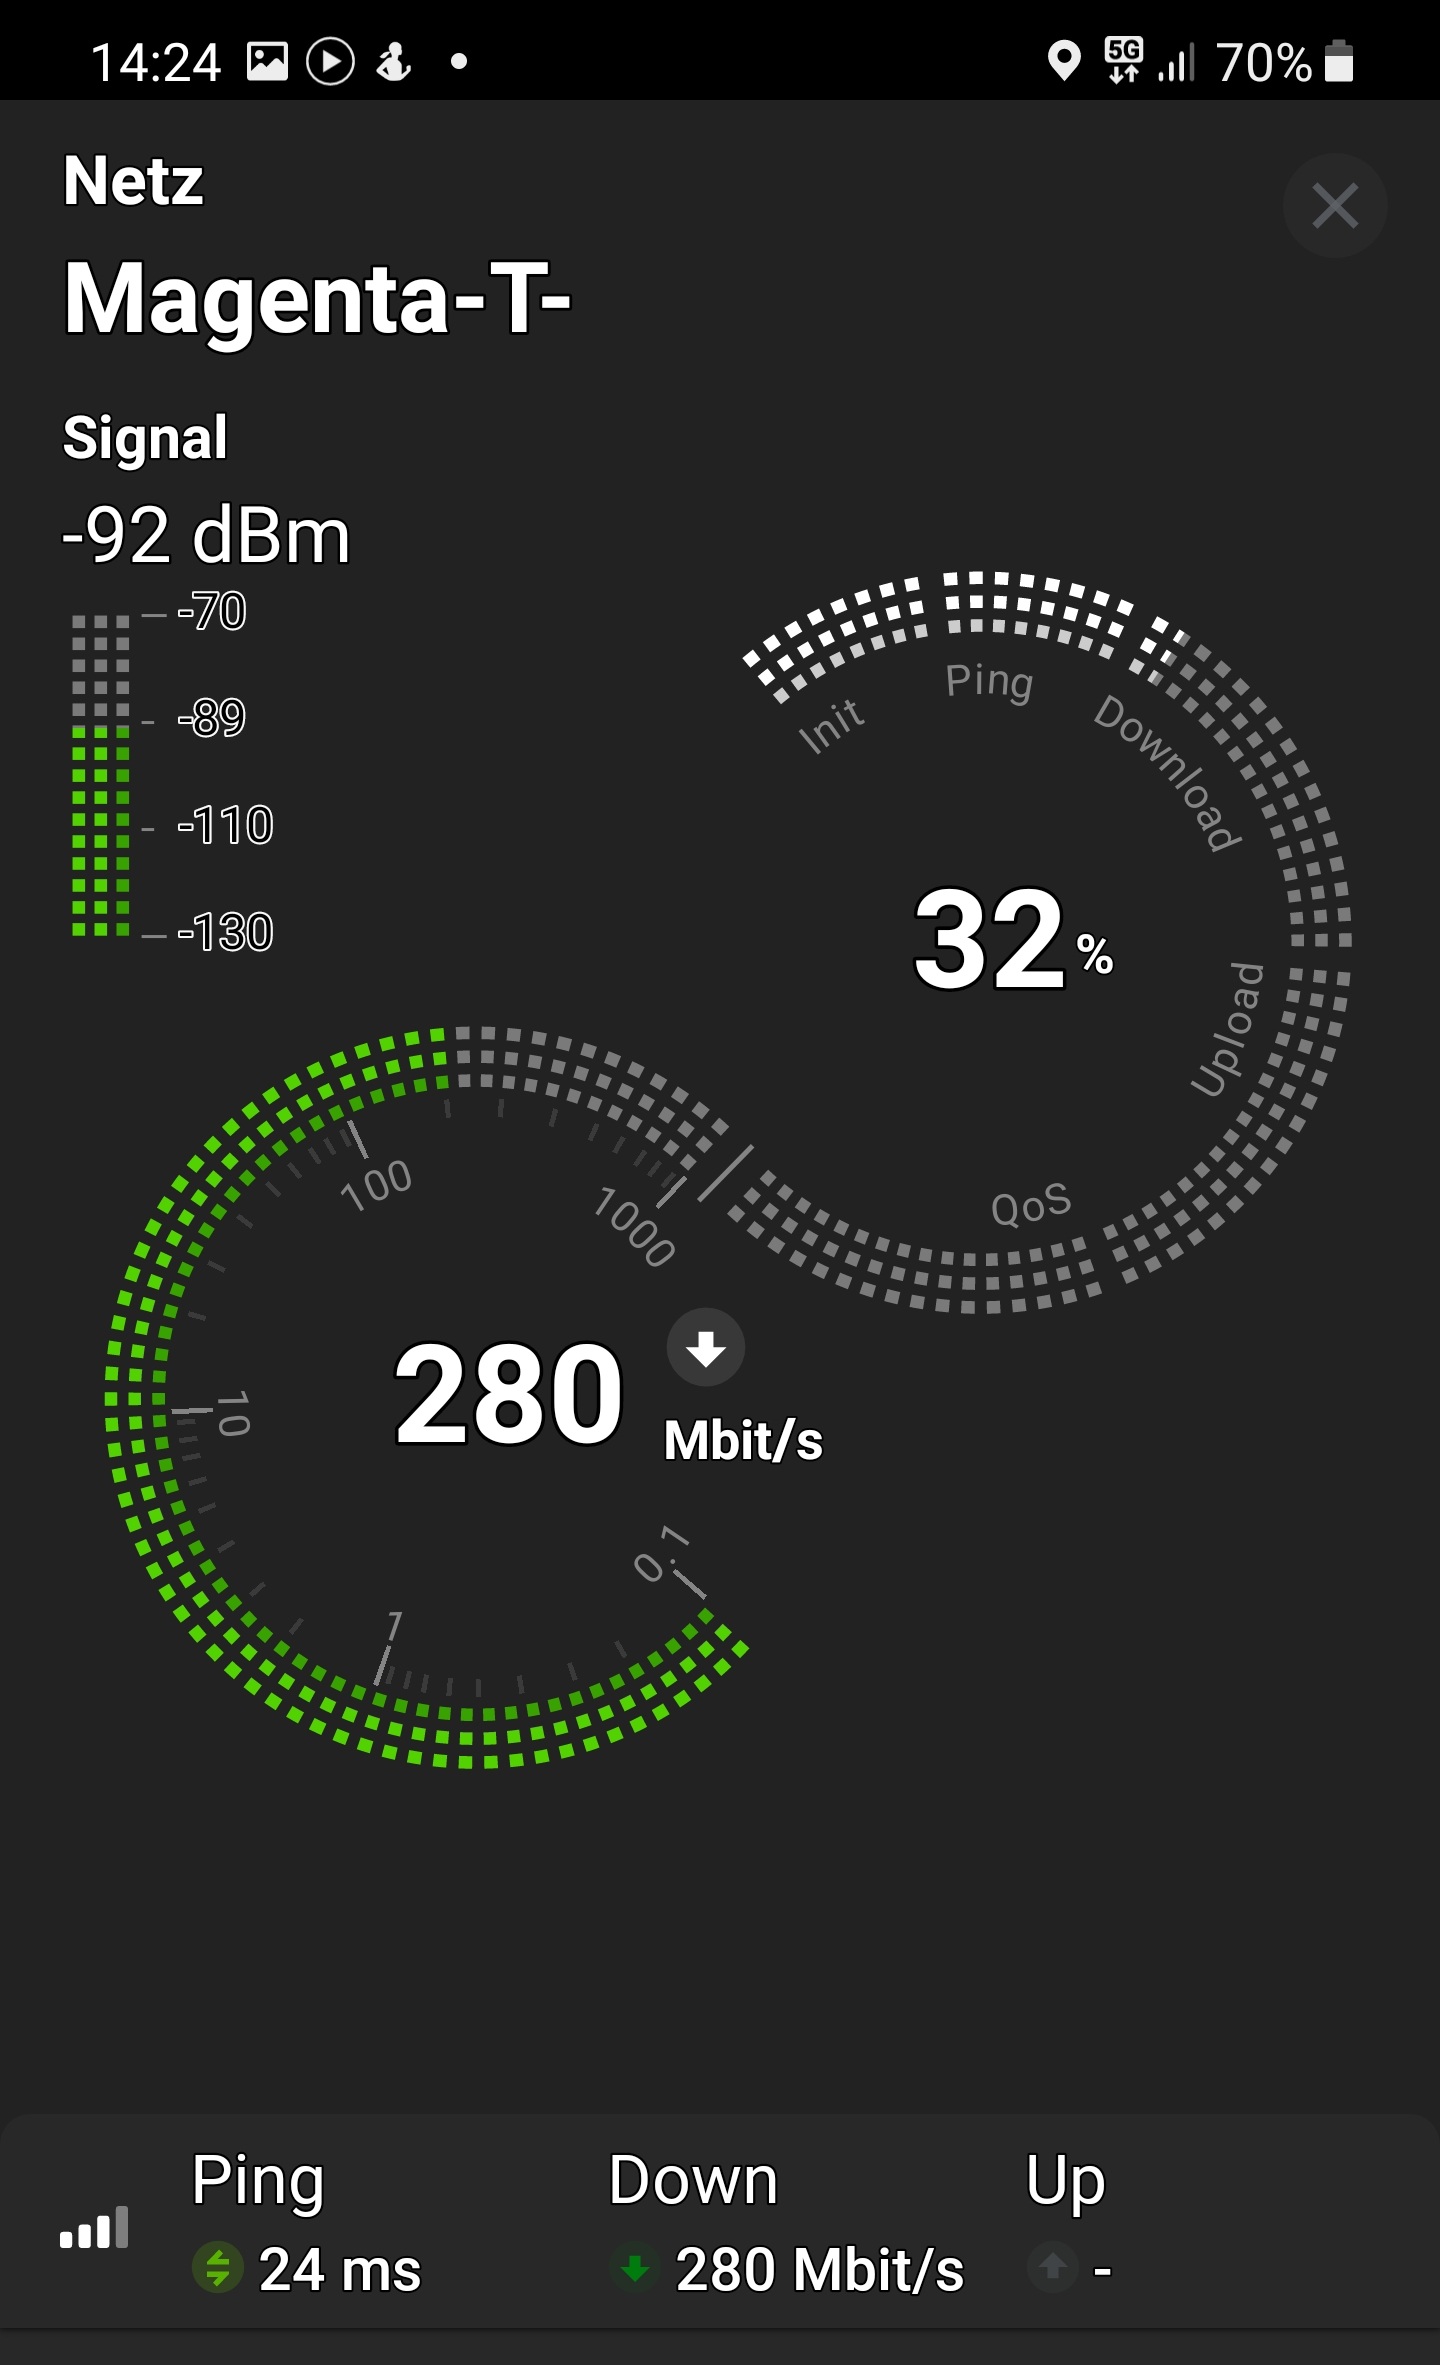 14:24
5G
70%
Netz
Magenta-T-
Signal
-92 dBm
-70
-89
-110
-130
Init
Ping
Download
32 %
Upload
QoS
100
1000
10
280
Mbit/s
0.1
1
Ping
Down
Up
24 ms
280 Mbit/s
-